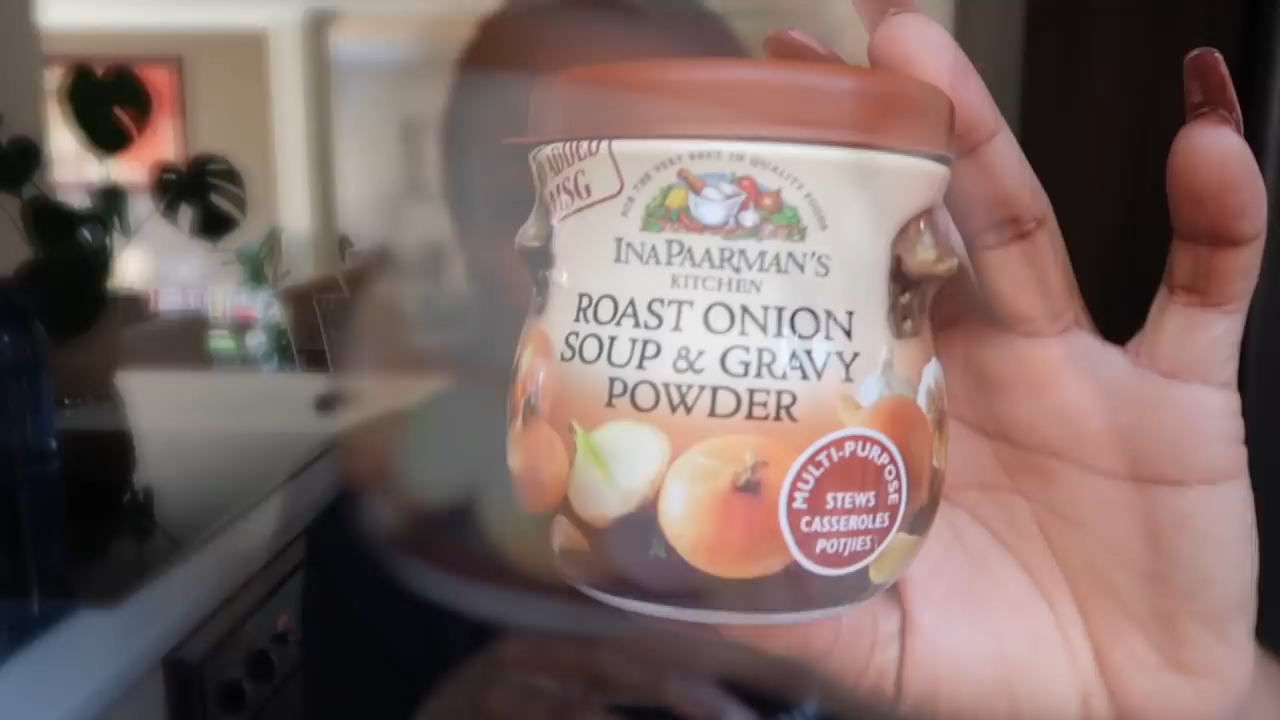 ADDED
MSG
FOR THE VERY BEST IN QUALITY FOODS
INA PAARMAN'S
KITCHEN
ROAST ONION
SOUP & GRAVY
POWDER
MULTI-PURPOSE
STEWS
CASSEROLES
POTJIES